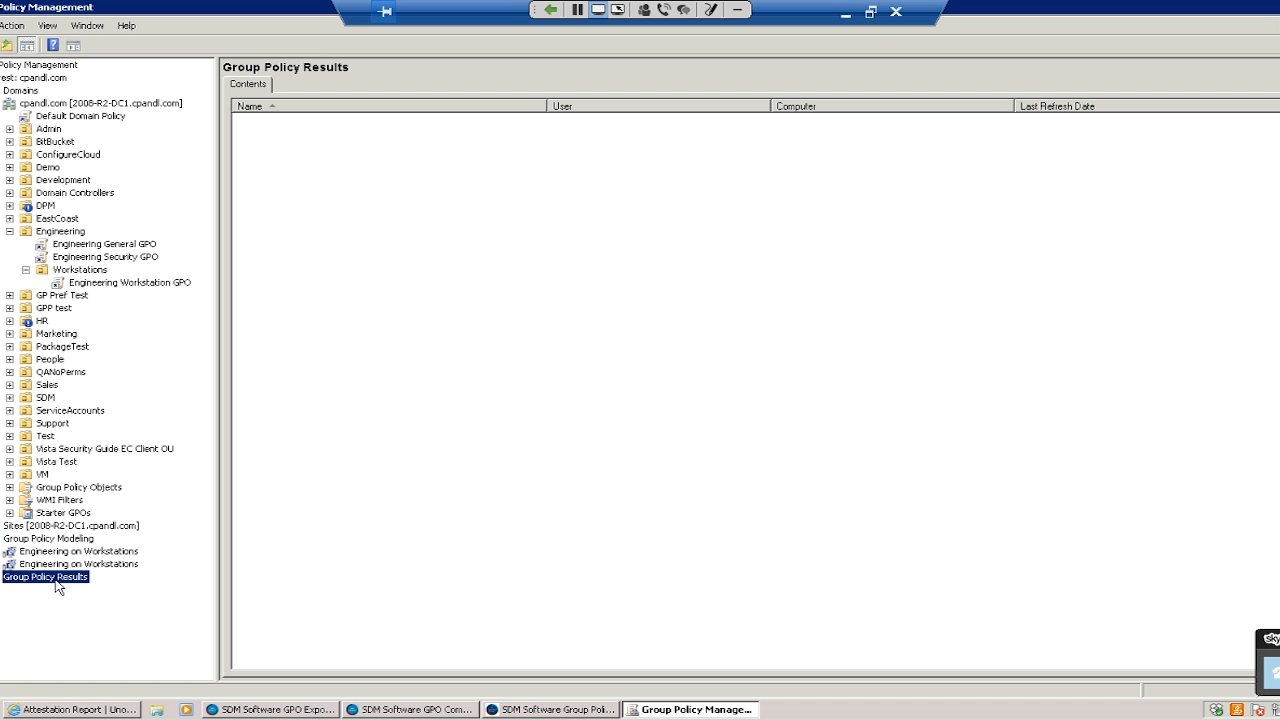 Policy Management
Action View Window Help
Policy Management
rest: cpandl.com
Domains
cpandl.com [2008-R2-DC1.cpandl.com]
Default Domain Policy
Admin
BitBucket
ConfigureCloud
Demo
Development
Domain Controllers
DPM
EastCoast
Engineering
Engineering General GPO
Engineering Security GPO
Workstations
Engineering Workstation GPO
GP Pref Test
GPP test
HR
Marketing
PackageTest
People
QANoPerms
Sales
SDM
ServiceAccounts
Support
Test
Vista Security Guide EC Client OU
Vista Test
VM
Group Policy Objects
WMI Filters
Starter GPOs
Sites [2008-R2-DC1.cpandl.com]
Group Policy Modeling
Engineering on Workstations
Engineering on Workstations
Group Policy Results
Group Policy Results
Contents
Name User Computer Last Refresh Date
sky
Attestation Report | Uno... SDM Software GPO Expo... SDM Software GPO Com... SDM Software Group Poli... Group Policy Manage...